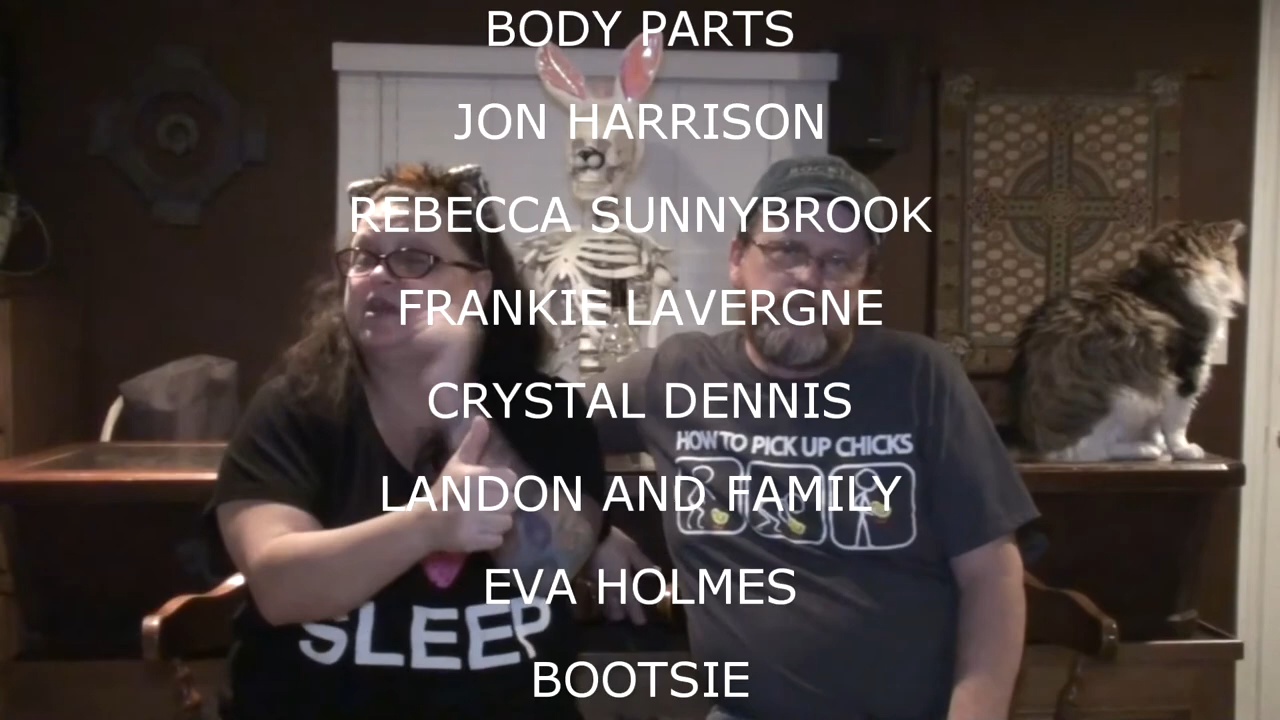 BODY PARTS
JON HARRISON
REBECCA SUNNYBROOK
FRANKIE LAVERGNE
CRYSTAL DENNIS
LANDON AND FAMILY
EVA HOLMES
BOOTSIE
HOW TO PICK UP CHICKS
SLEEP